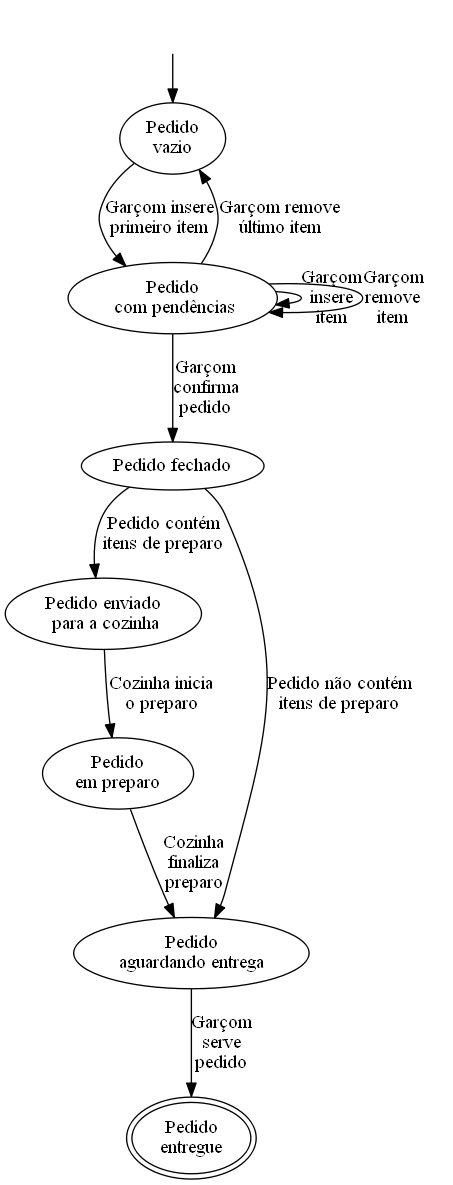 Pedido
vazio
Garçom insere
primeiro item
Garçom remove
último item
Pedido
com pendências
Garçom
insere
item
Garçom
remove
item
Garçom
confirma
pedido
Pedido fechado
Pedido contém
itens de preparo
Pedido enviado
para a cozinha
Cozinha inicia
o preparo
Pedido não contém
itens de preparo
Pedido
em preparo
Cozinha
finaliza
preparo
Pedido
aguardando entrega
Garçom
serve
pedido
Pedido
entregue